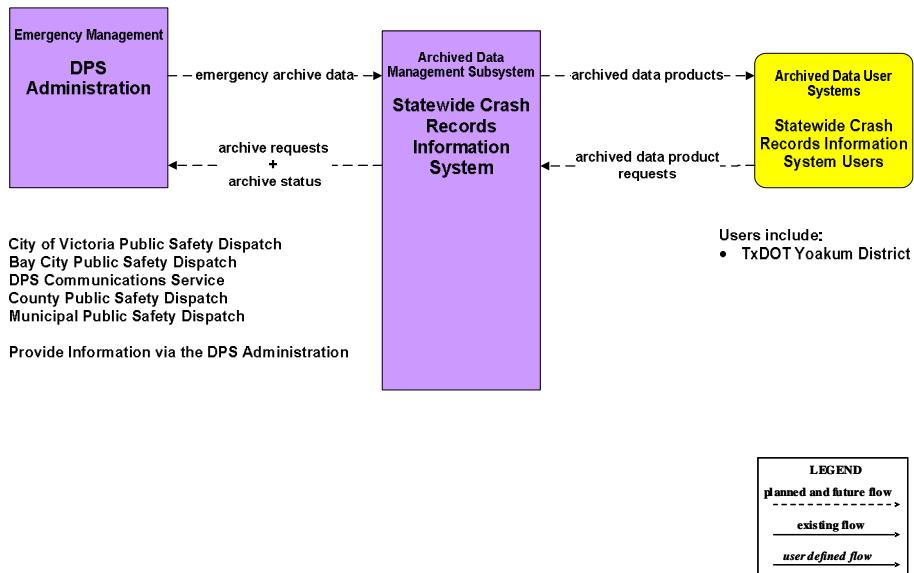 Emergency Management
DPS
Administration
emergency archive data
archive requests
+
archive status
Archived Data
Management Subsystem
Statewide Crash
Records
Information
System
archived data products
archived data product
requests
Archived Data User
Systems
Statewide Crash
Records Information
System Users
City of Victoria Public Safety Dispatch
Bay City Public Safety Dispatch
DPS Communications Service
County Public Safety Dispatch
Municipal Public Safety Dispatch
Provide Information via the DPS Administration
Users include:
• TxDOT Yoakum District
LEGEND
planned and future flow
existing flow
user defined flow